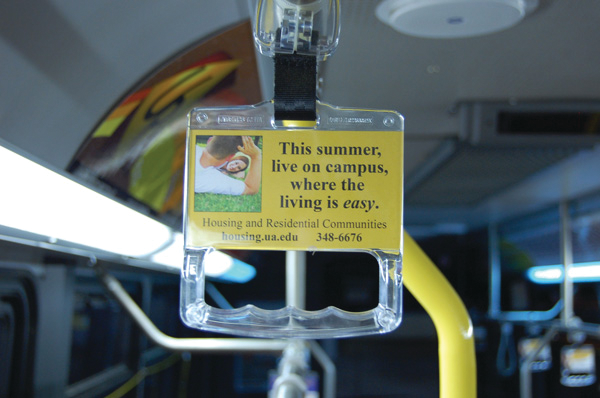 This summer,
live on campus,
where the
living is easy.
Housing and Residential Communities
housing.ua.edu 348-6676